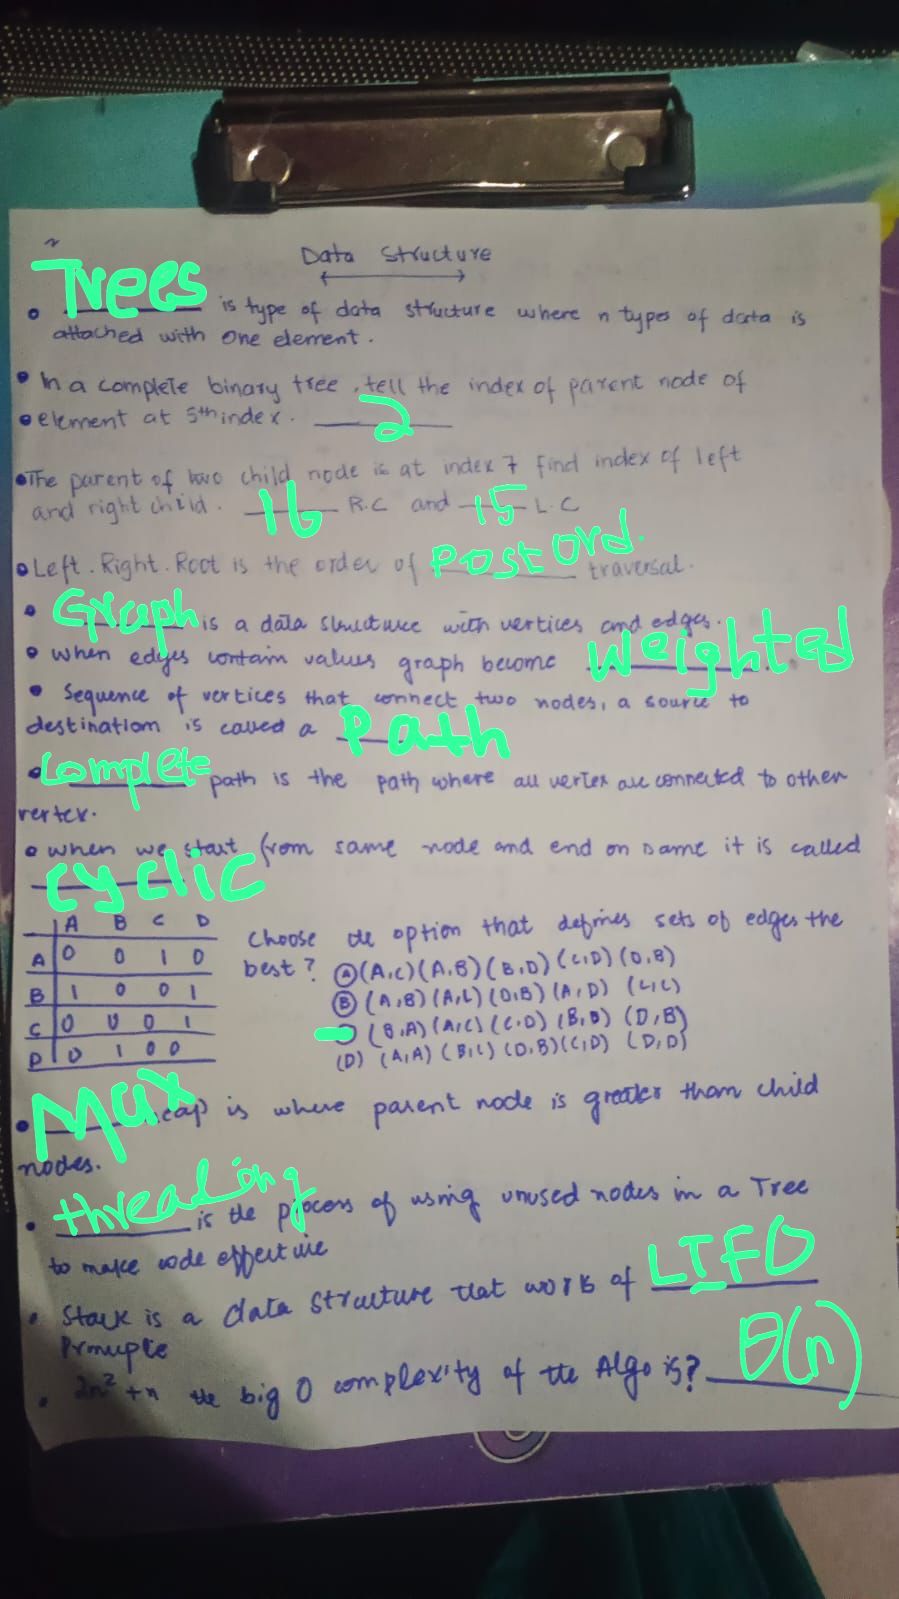 Data Structure
Trees is type of data structure where n types of data is
attached with one element.
• In a complete binary tree, tell the index of parent node of
• element at 5th index. 2
• The parent of two child node is at index 7 find index of left
and right child. 16 R.C and 15 L.C
• Left. Right. Root is the order of POSTORD. traversal.
• Graph is a data structure with vertices and edges.
• when edges contain values graph become weighted
• Sequence of vertices that connect two nodes, a source to
destination is called a Path
• Complete path is the path where all vertex are connected to other
vertex.
• when we start from same node and end on same it is called
cyclic
A B C D
A 0 0 1 0
B 1 0 0 1
C 0 0 0 1
D 0 1 0 0
Choose the option that defines sets of edges the
best? (A) (A,C) (A,B) (B,D) (C,D) (D,B)
(B) (A,B) (A,C) (D,B) (A,D) (C,C)
(B,A) (A,C) (C,D) (B,D) (D,B)
(D) (A,A) (B,C) (D,B) (C,D) (D,D)
• Max heap is where parent node is greater than child
nodes.
• threading is the process of using unused nodes in a Tree
to make code effective
• Stack is a data structure that works of LIFO
Principle
• 2n² + n the big O complexity of the Algo is? θ(n)